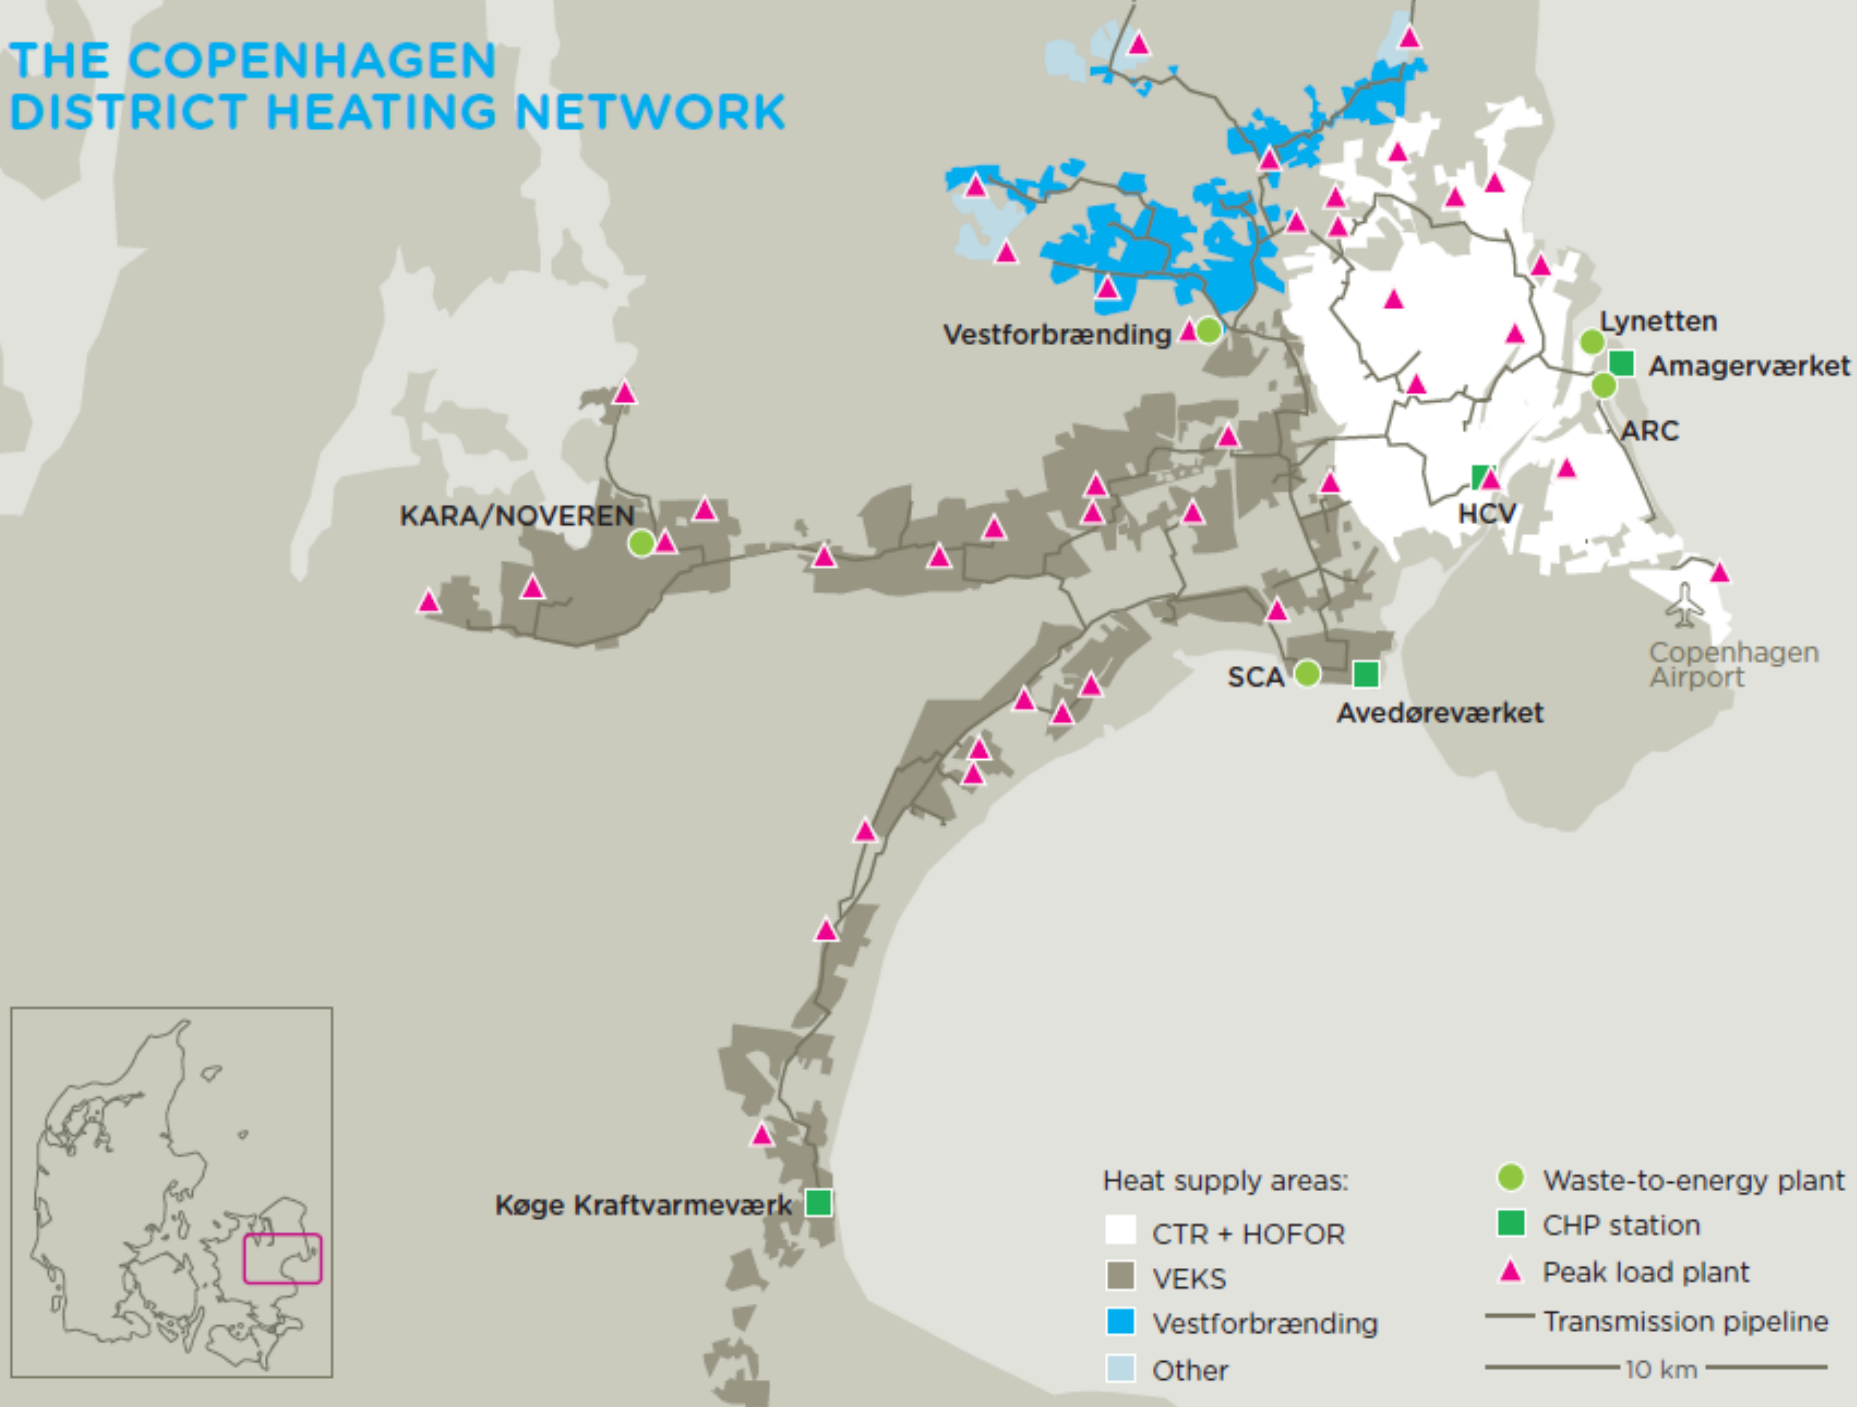 THE COPENHAGEN
DISTRICT HEATING NETWORK
Lynetten
Vestforbrænding
Amagerværket
ARC
KARA/NOVEREN
HCV
Copenhagen
Airport
SCA
Avedøreværket
Køge Kraftvarmeværk
Heat supply areas:
CTR + HOFOR
VEKS
Vestforbrænding
Other
Waste-to-energy plant
CHP station
Peak load plant
Transmission pipeline
10 km